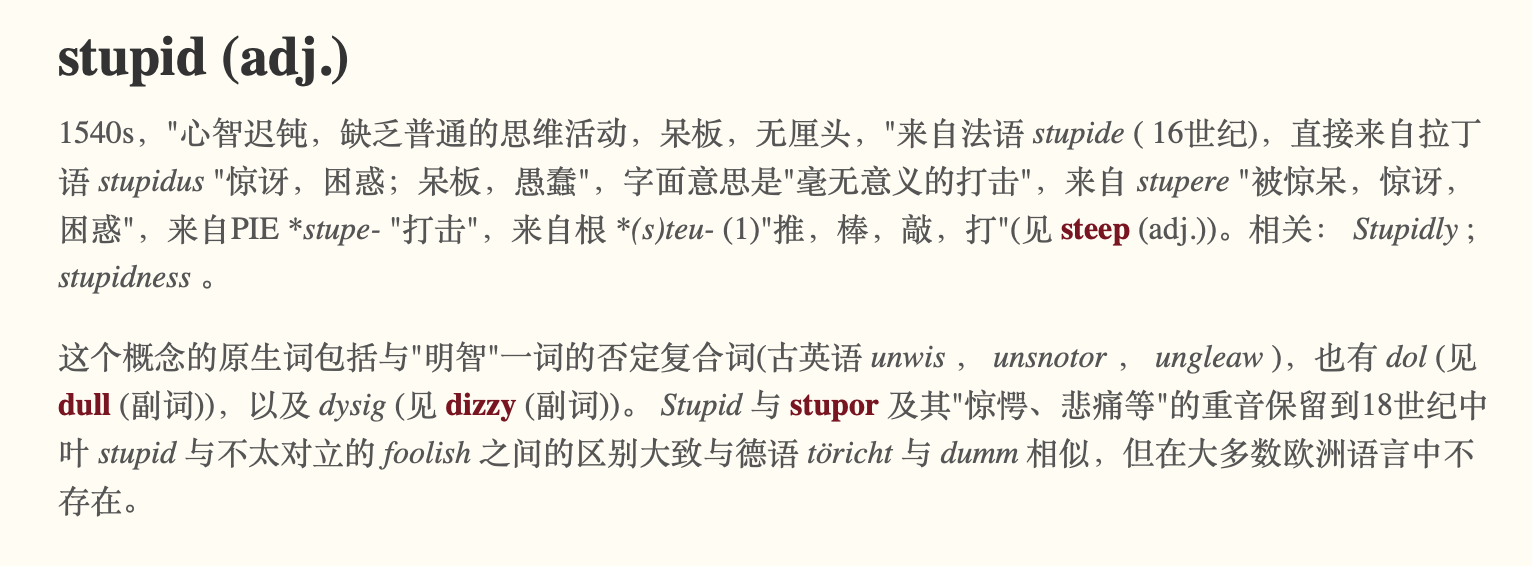 stupid (adj.)
1540s，"心智迟钝，缺乏普通的思维活动，呆板，无厘头，"来自法语 stupide ( 16世纪)，直接来自拉丁
语 stupidus "惊讶，困惑；呆板，愚蠢"，字面意思是"毫无意义的打击"，来自 stupere "被惊呆，惊讶，
困惑"，来自PIE *stupe- "打击"，来自根 *(s)teu- (1)"推，棒，敲，打"(见 steep (adj.))。相关： Stupidly ;
stupidness 。
这个概念的原生词包括与"明智"一词的否定复合词(古英语 unwis ， unsnotor ， ungleaw )，也有 dol (见
dull (副词))，以及 dysig (见 dizzy (副词))。 Stupid 与 stupor 及其"惊愕、悲痛等"的重音保留到18世纪中
叶 stupid 与不太对立的 foolish 之间的区别大致与德语 töricht 与 dumm 相似，但在大多数欧洲语言中不
存在。